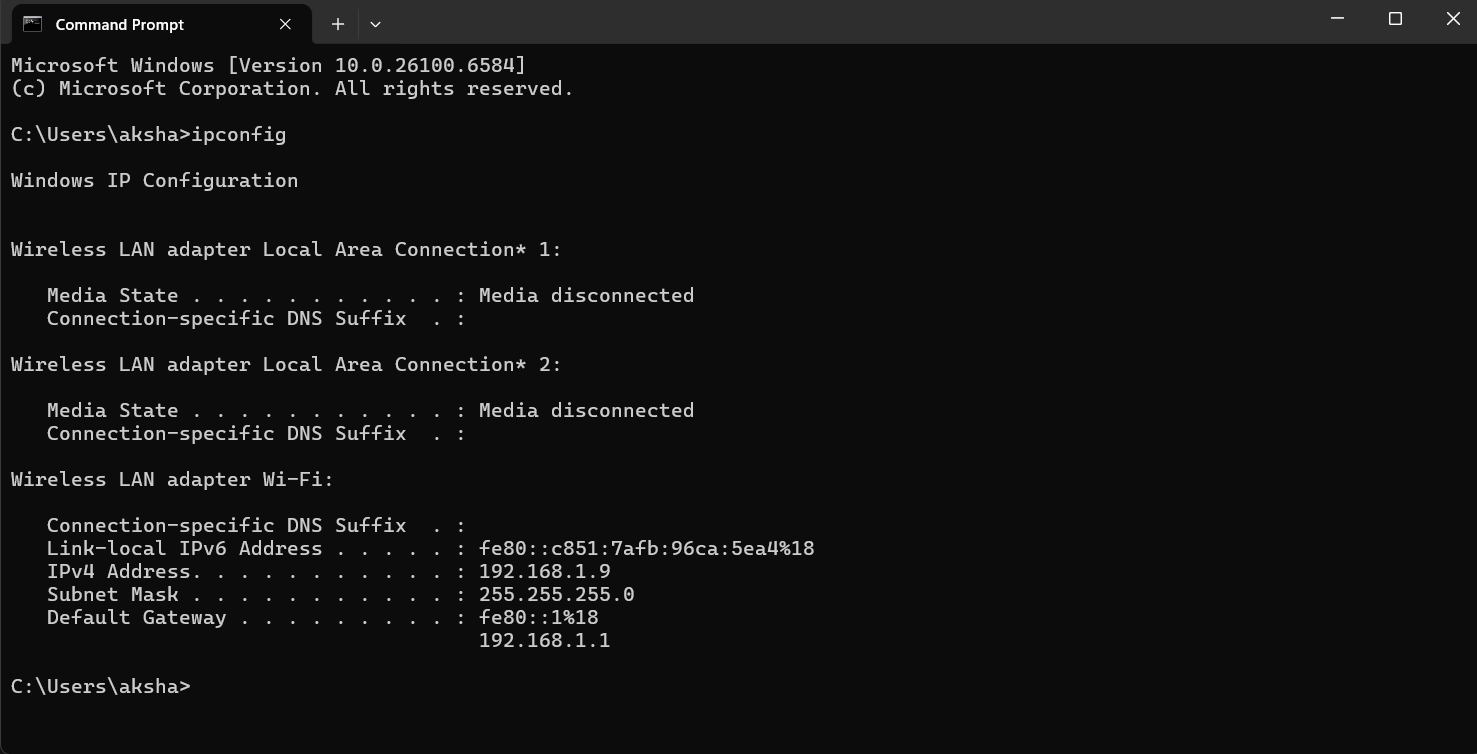 Command Prompt
Microsoft Windows [Version 10.0.26100.6584]
(c) Microsoft Corporation. All rights reserved.
C:\Users\aksha>ipconfig
Windows IP Configuration
Wireless LAN adapter Local Area Connection* 1:
   Media State . . . . . . . . . . . : Media disconnected
   Connection-specific DNS Suffix  . :
Wireless LAN adapter Local Area Connection* 2:
   Media State . . . . . . . . . . . : Media disconnected
   Connection-specific DNS Suffix  . :
Wireless LAN adapter Wi-Fi:
   Connection-specific DNS Suffix  . :
   Link-local IPv6 Address . . . . . : fe80::c851:7afb:96ca:5ea4%18
   IPv4 Address. . . . . . . . . . . : 192.168.1.9
   Subnet Mask . . . . . . . . . . . : 255.255.255.0
   Default Gateway . . . . . . . . . : fe80::1%18
                                       192.168.1.1
C:\Users\aksha>